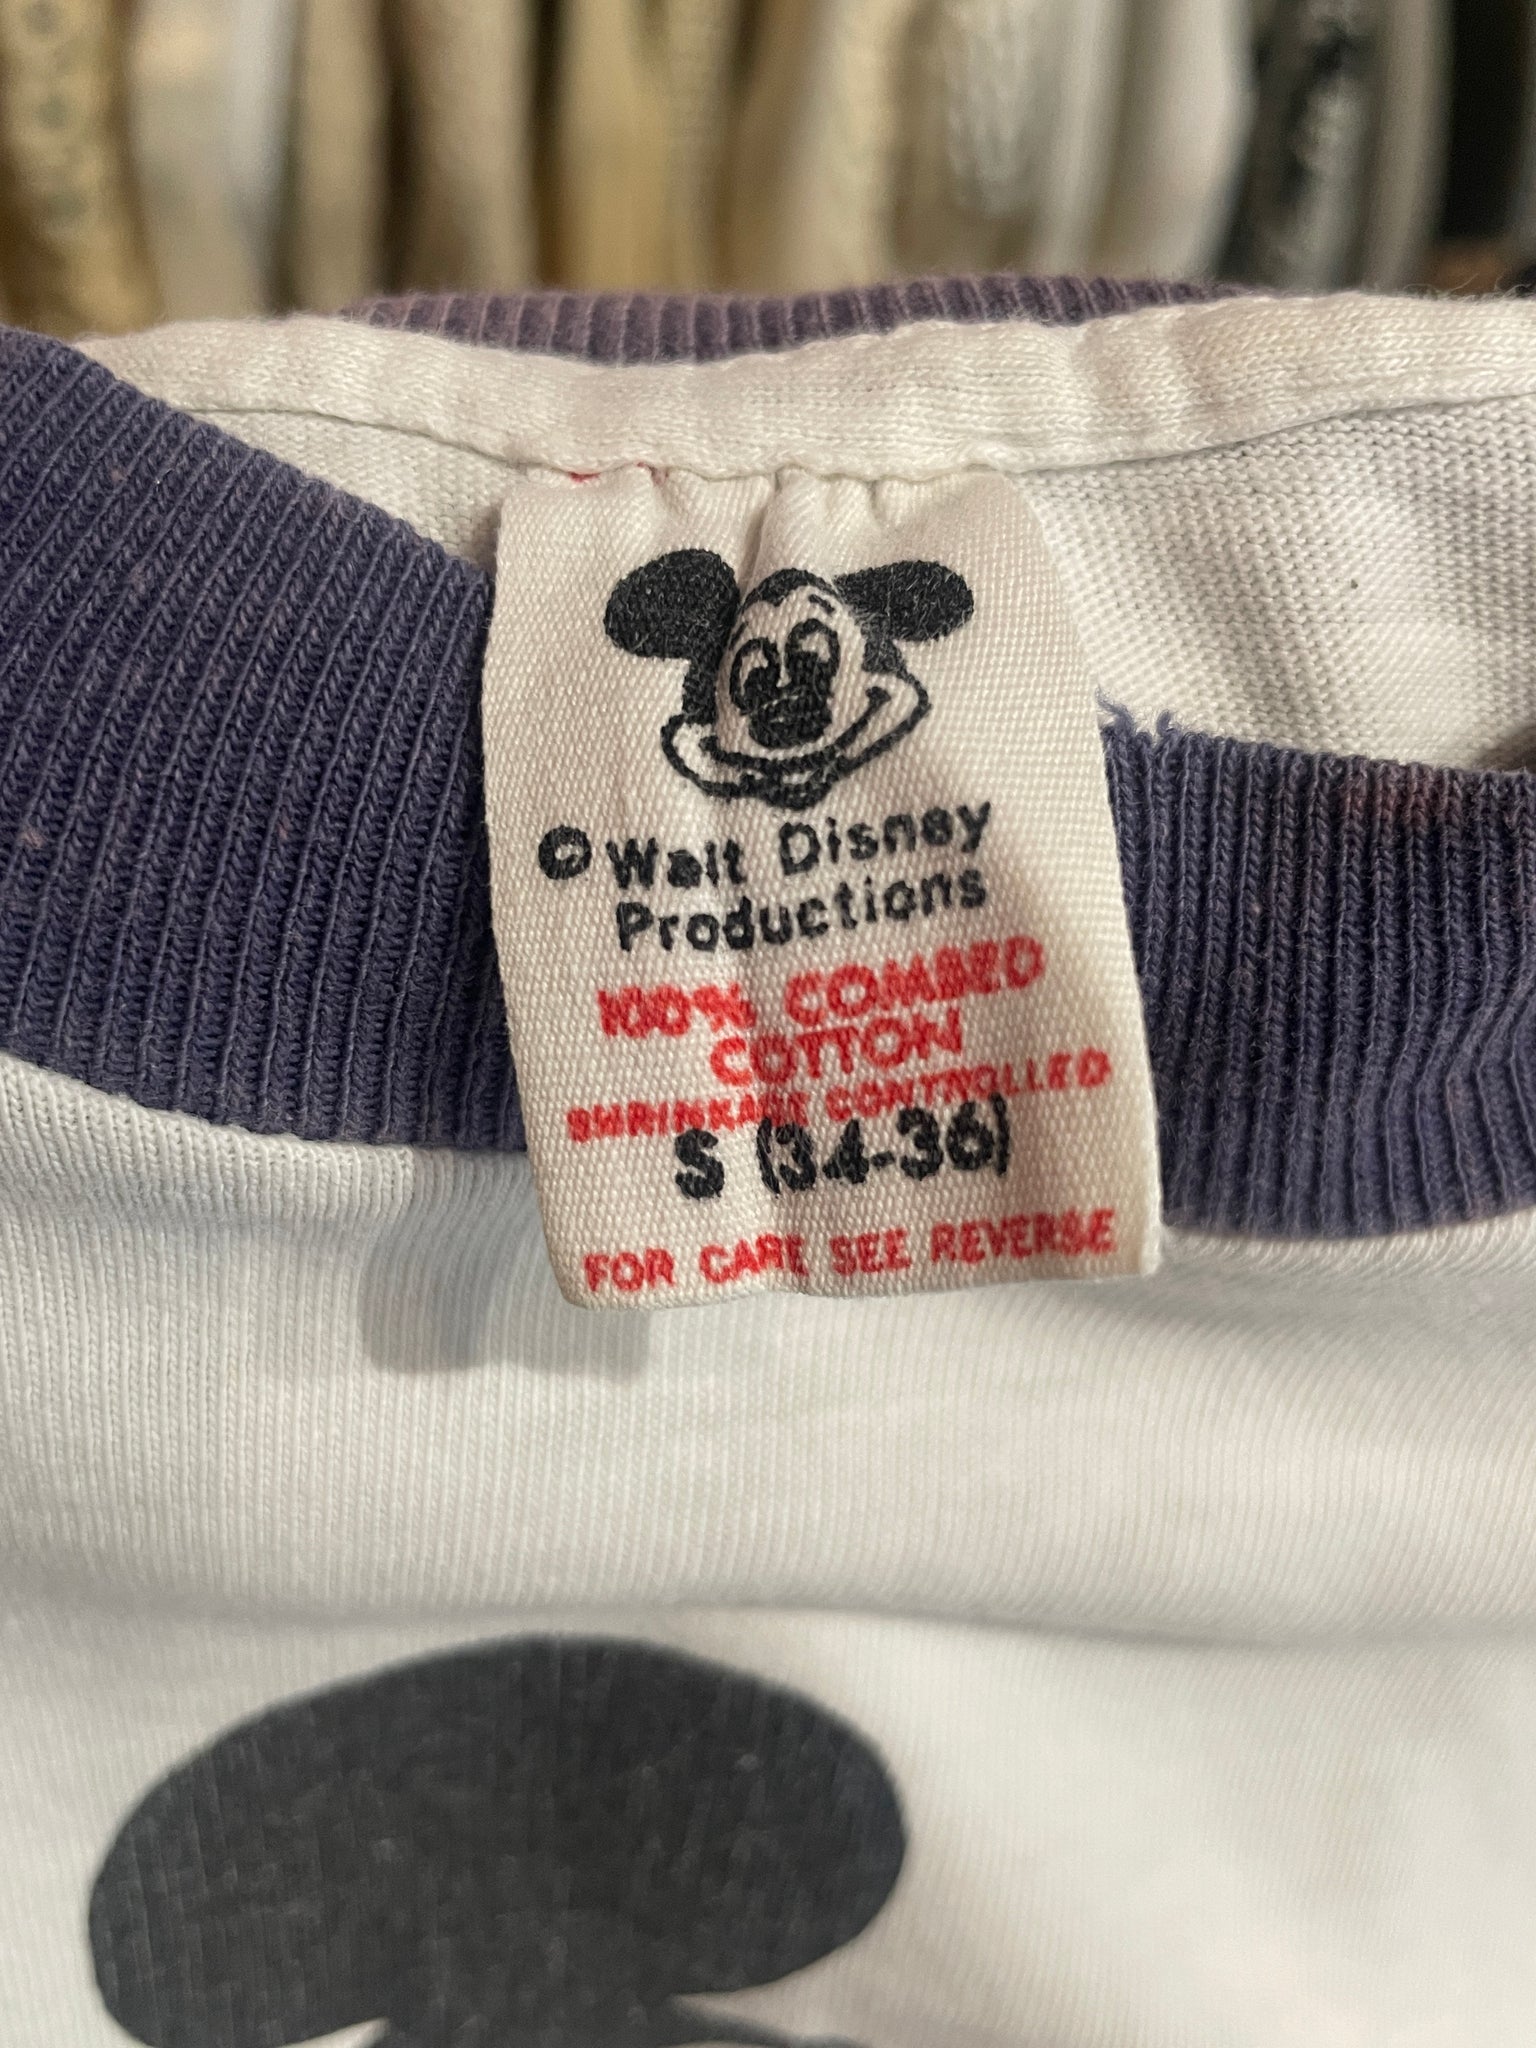 © Walt Disney
Productions
100% COMBED
COTTON
SHRINKAGE CONTROLLED
S (34-36)
FOR CARE SEE REVERSE